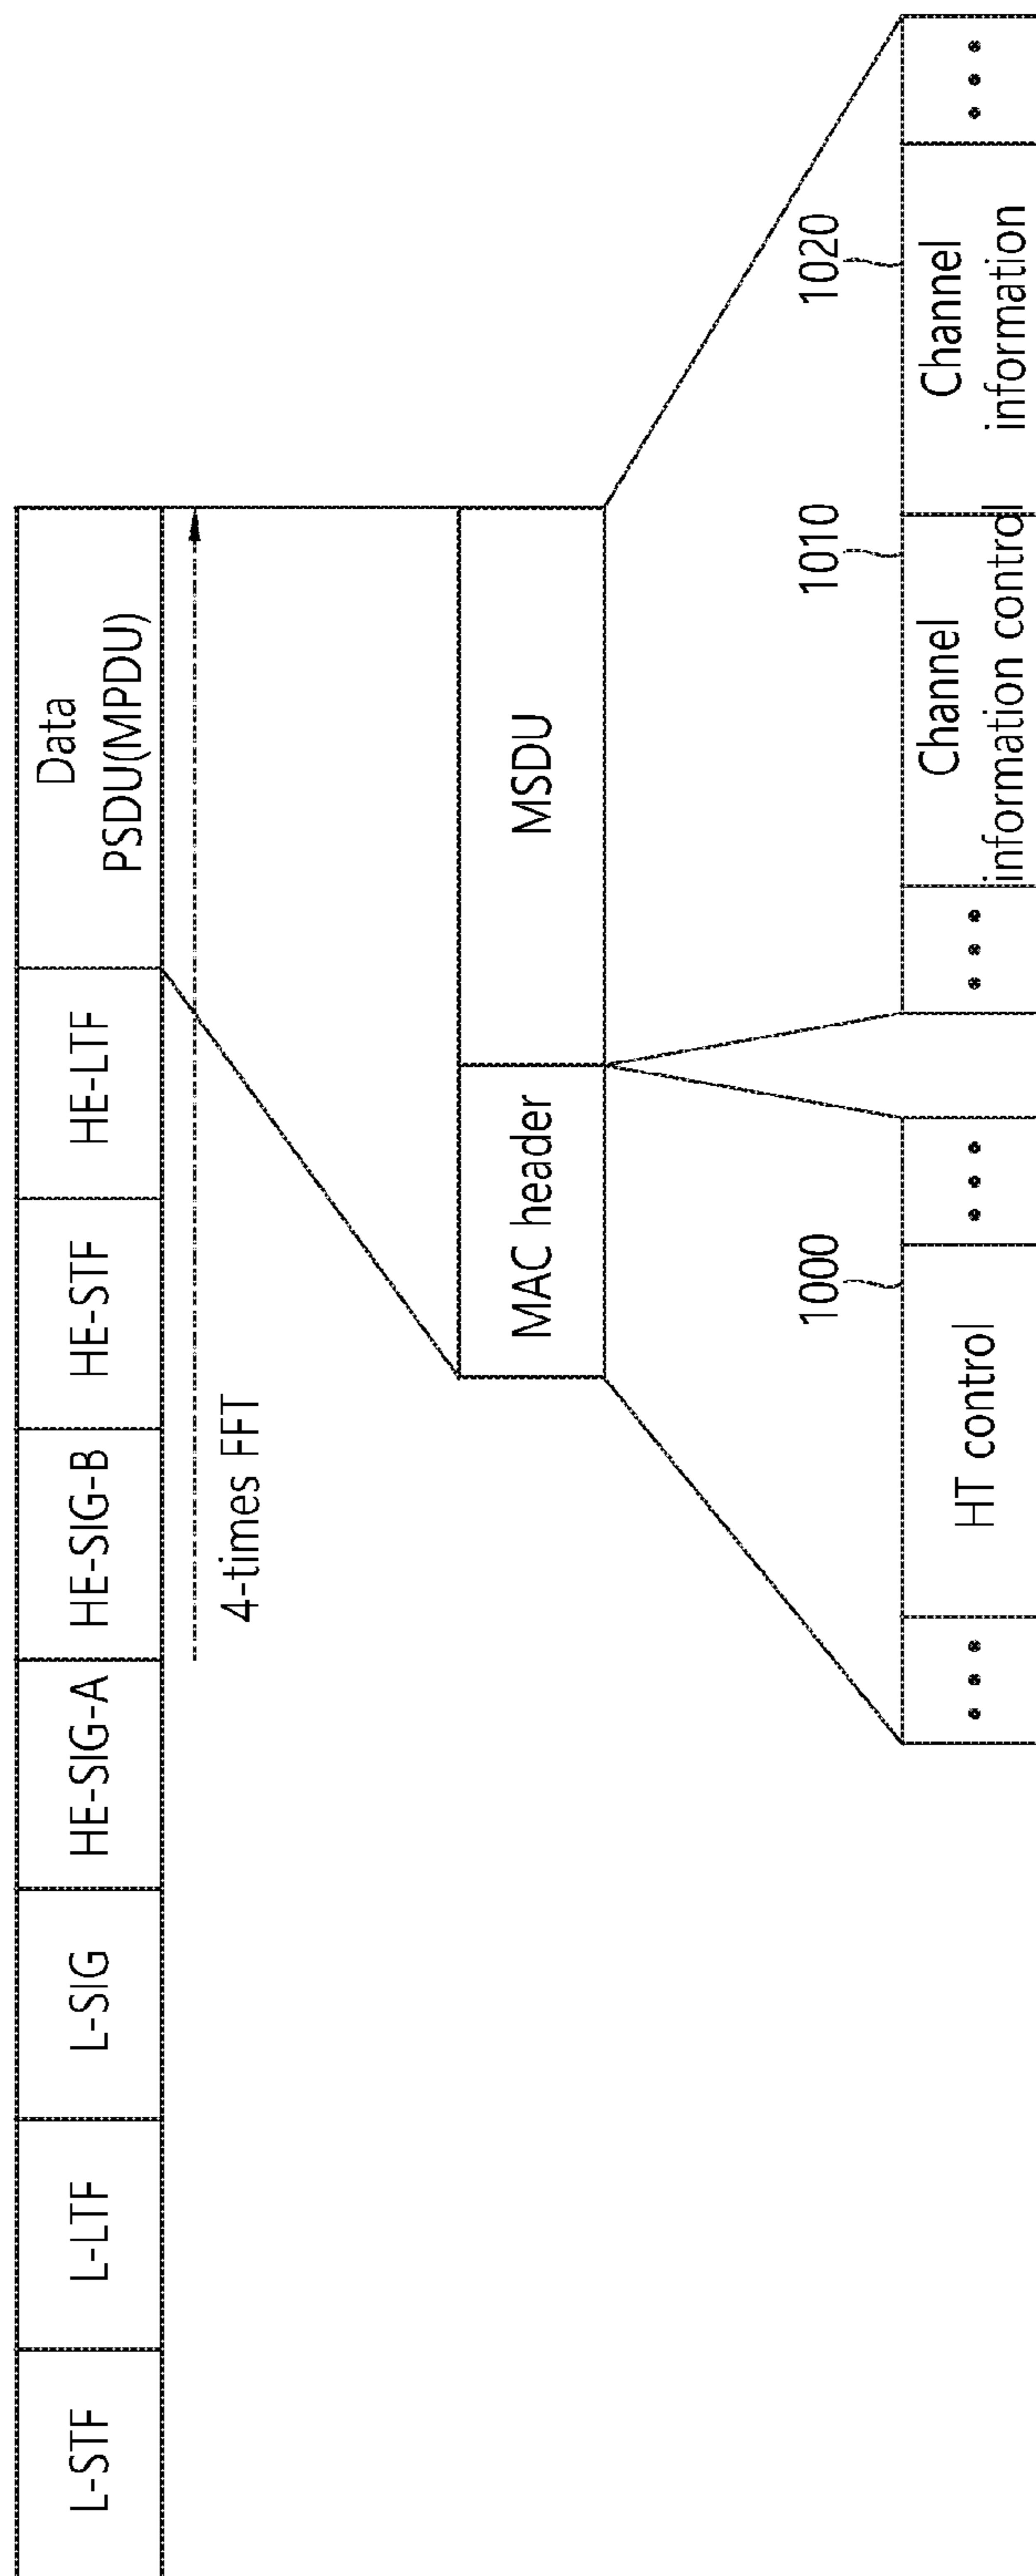 L-STF
L-LTF
L-SIG
HE-SIG-A
HE-SIG-B
HE-STF
HE-LTF
Data
PSDU(MPDU)
4-times FFT
MAC header
MSDU
1000
1010
1020
HT control
Channel
information control
Channel
information